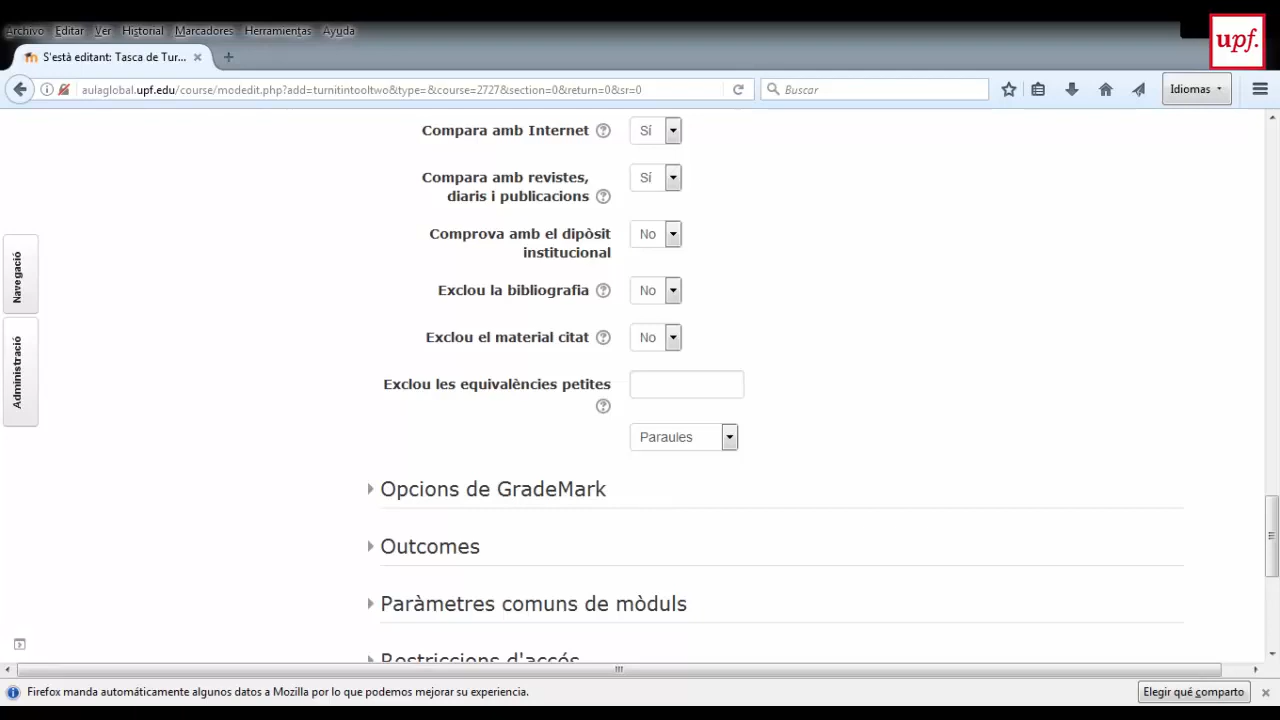 Archivo Editar Ver Historial Marcadores Herramientas Ayuda
upf.
S'està editant: Tasca de Tur...
aulaglobal.upf.edu/course/modedit.php?add=turnitintooltwo&type=&course=2727&section=0&return=0&sr=0
Buscar
Idiomas
Compara amb Internet Sí
Compara amb revistes, Sí
diaris i publicacions
Comprova amb el dipòsit No
institucional
Exclou la bibliografia No
Exclou el material citat No
Exclou les equivalències petites
Paraules
Navegació
Administració
Opcions de GradeMark
Outcomes
Paràmetres comuns de mòduls
Restriccions d'accés
Firefox manda automáticamente algunos datos a Mozilla por lo que podemos mejorar su experiencia.
Elegir qué comparto